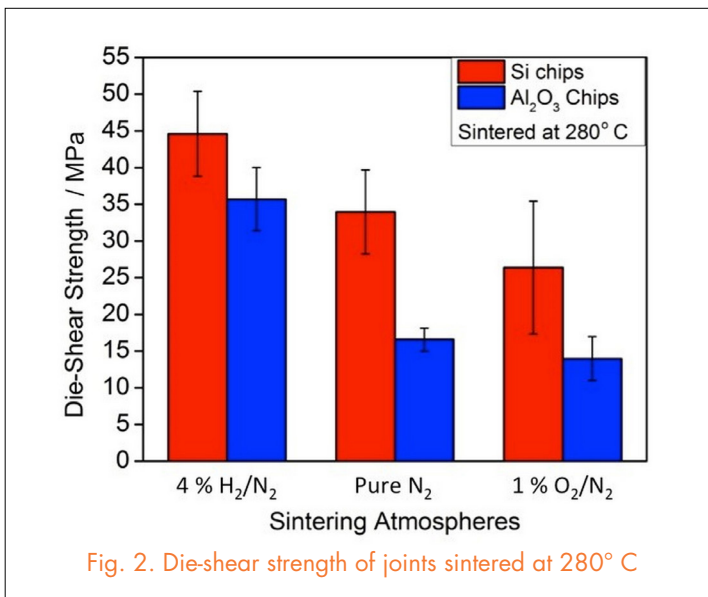 55
50
45
40
35
30
25
20
15
10
5
0
Die-Shear Strength / MPa
Si chips
Al₂O₃ Chips
Sintered at 280° C
4 % H₂/N₂
Pure N₂
1 % O₂/N₂
Sintering Atmospheres
Fig. 2. Die-shear strength of joints sintered at 280° C